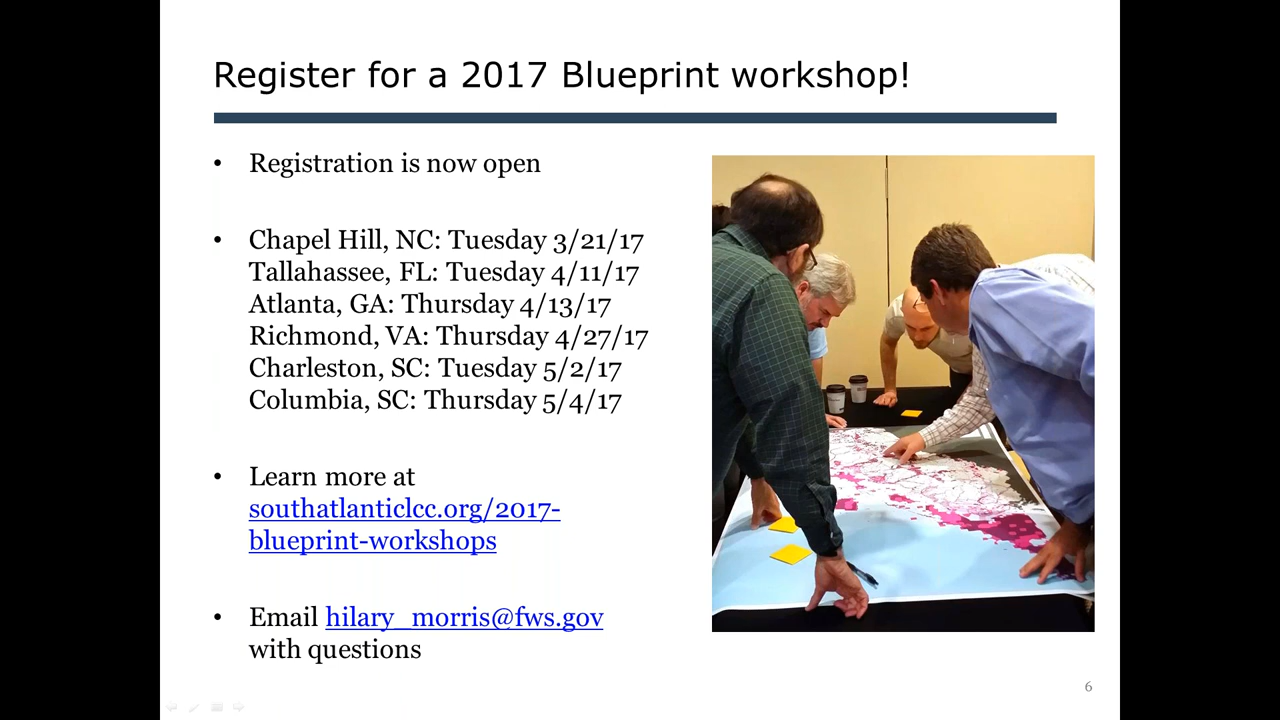 Register for a 2017 Blueprint workshop!
• Registration is now open
• Chapel Hill, NC: Tuesday 3/21/17
Tallahassee, FL: Tuesday 4/11/17
Atlanta, GA: Thursday 4/13/17
Richmond, VA: Thursday 4/27/17
Charleston, SC: Tuesday 5/2/17
Columbia, SC: Thursday 5/4/17
• Learn more at
southatlanticlcc.org/2017-
blueprint-workshops
• Email hilary_morris@fws.gov
with questions
6